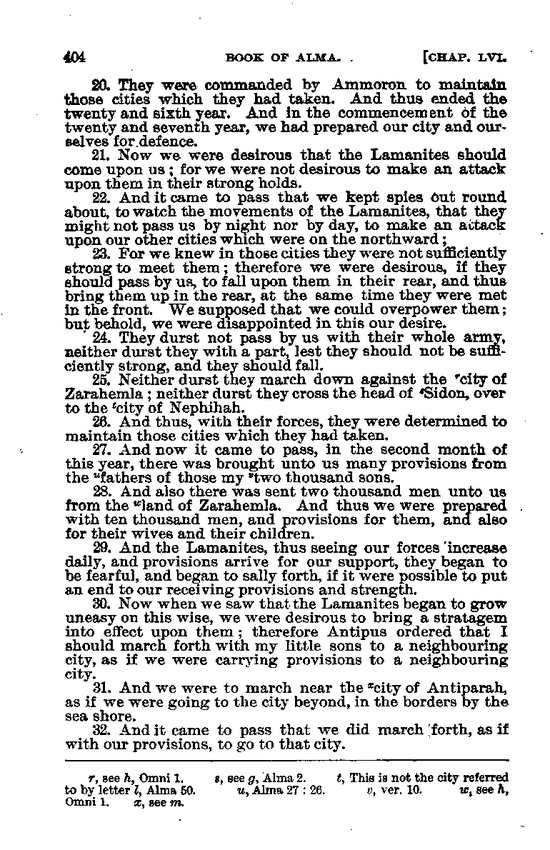 404 BOOK OF ALMA. [CHAP. LVI.
20. They were commanded by Ammoron to maintain
those cities which they had taken. And thus ended the
twenty and sixth year. And in the commencement of the
twenty and seventh year, we had prepared our city and our-
selves for defence.
21. Now we were desirous that the Lamanites should
come upon us; for we were not desirous to make an attack
upon them in their strong holds.
22. And it came to pass that we kept spies out round
about, to watch the movements of the Lamanites, that they
might not pass us by night nor by day, to make an attack
upon our other cities which were on the northward;
23. For we knew in those cities they were not sufficiently
strong to meet them; therefore we were desirous, if they
should pass by us, to fall upon them in their rear, and thus
bring them up in the rear, at the same time they were met
in the front. We supposed that we could overpower them;
but behold, we were disappointed in this our desire.
24. They durst not pass by us with their whole army,
neither durst they with a part, lest they should not be suffi-
ciently strong, and they should fall.
25. Neither durst they march down against the ʳcity of
Zarahemla; neither durst they cross the head of ˢSidon, over
to the ᵗcity of Nephihah.
26. And thus, with their forces, they were determined to
maintain those cities which they had taken.
27. And now it came to pass, in the second month of
this year, there was brought unto us many provisions from
the ᵘfathers of those my ᵛtwo thousand sons.
28. And also there was sent two thousand men unto us
from the ʷland of Zarahemla. And thus we were prepared
with ten thousand men, and provisions for them, and also
for their wives and their children.
29. And the Lamanites, thus seeing our forces increase
daily, and provisions arrive for our support, they began to
be fearful, and began to sally forth, if it were possible to put
an end to our receiving provisions and strength.
30. Now when we saw that the Lamanites began to grow
uneasy on this wise, we were desirous to bring a stratagem
into effect upon them; therefore Antipus ordered that I
should march forth with my little sons to a neighbouring
city, as if we were carrying provisions to a neighbouring
city.
31. And we were to march near the ˣcity of Antiparah,
as if we were going to the city beyond, in the borders by the
sea shore.
32. And it came to pass that we did march forth, as if
with our provisions, to go to that city.
r, see h, Omni 1. s, see g, Alma 2. t, This is not the city referred
to by letter l, Alma 50. u, Alma 27 : 26. v, ver. 10. w, see h,
Omni 1. x, see m.